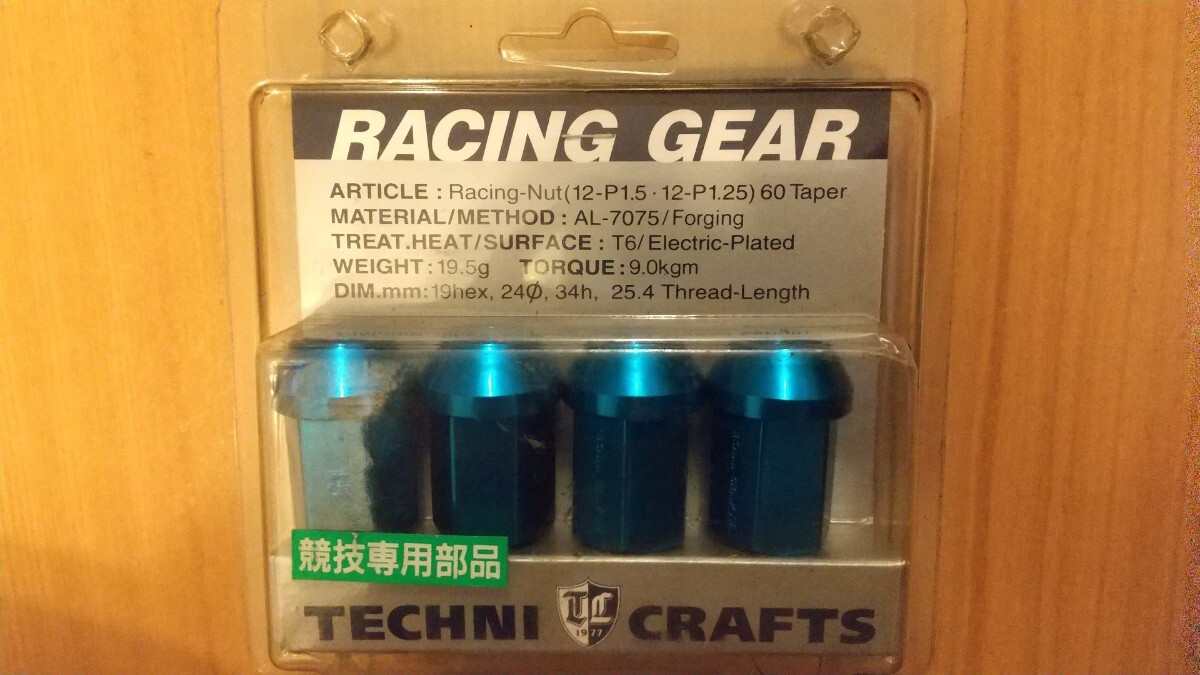 RACING GEAR
ARTICLE : Racing-Nut(12-P1.5 · 12-P1.25) 60 Taper
MATERIAL/METHOD : AL-7075/Forging
TREAT.HEAT/SURFACE : T6/Electric-Plated
WEIGHT : 19.5g TORQUE : 9.0kgm
DIM.mm: 19hex, 24Ø, 34h, 25.4 Thread-Length
競技専用部品
TECHNI TC CRAFTS
1977